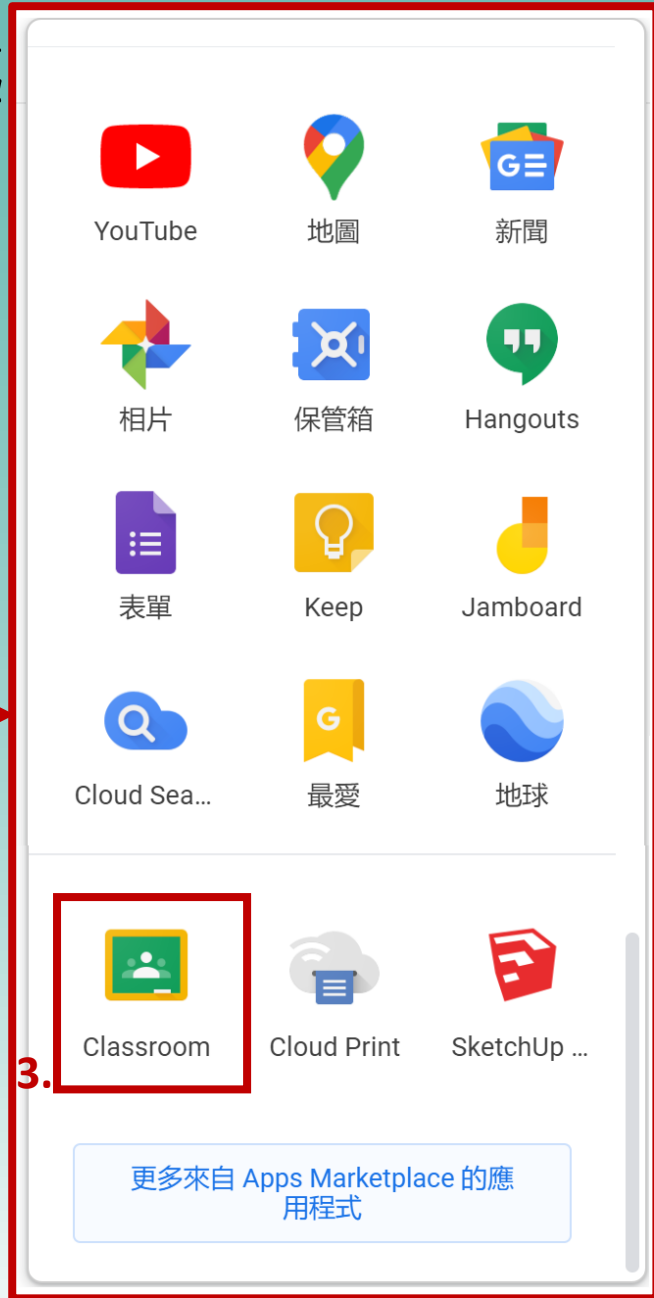 YouTube
地圖
新聞
相片
保管箱
Hangouts
表單
Keep
Jamboard
Cloud Sea...
最愛
地球
Classroom
Cloud Print
SketchUp ...
3.
更多來自 Apps Marketplace 的應
用程式